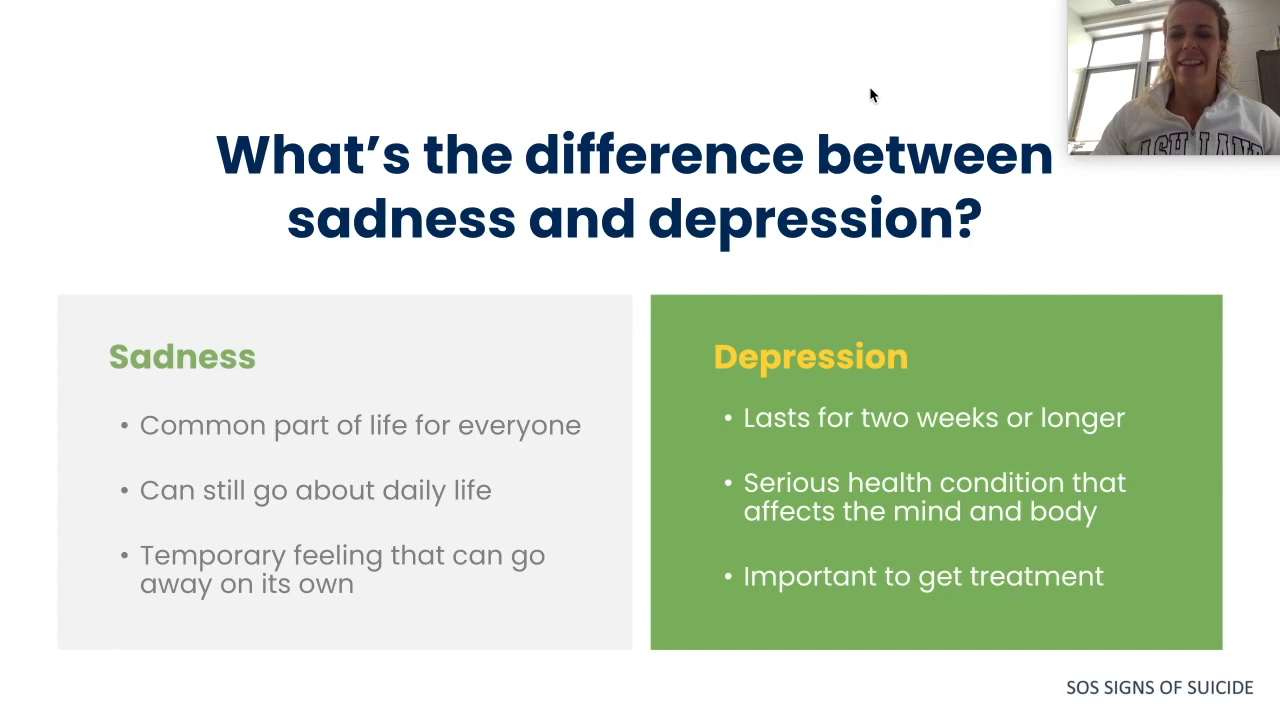 What’s the difference between
sadness and depression?
Sadness
• Common part of life for everyone
• Can still go about daily life
• Temporary feeling that can go
away on its own
Depression
• Lasts for two weeks or longer
• Serious health condition that
affects the mind and body
• Important to get treatment
SOS SIGNS OF SUICIDE